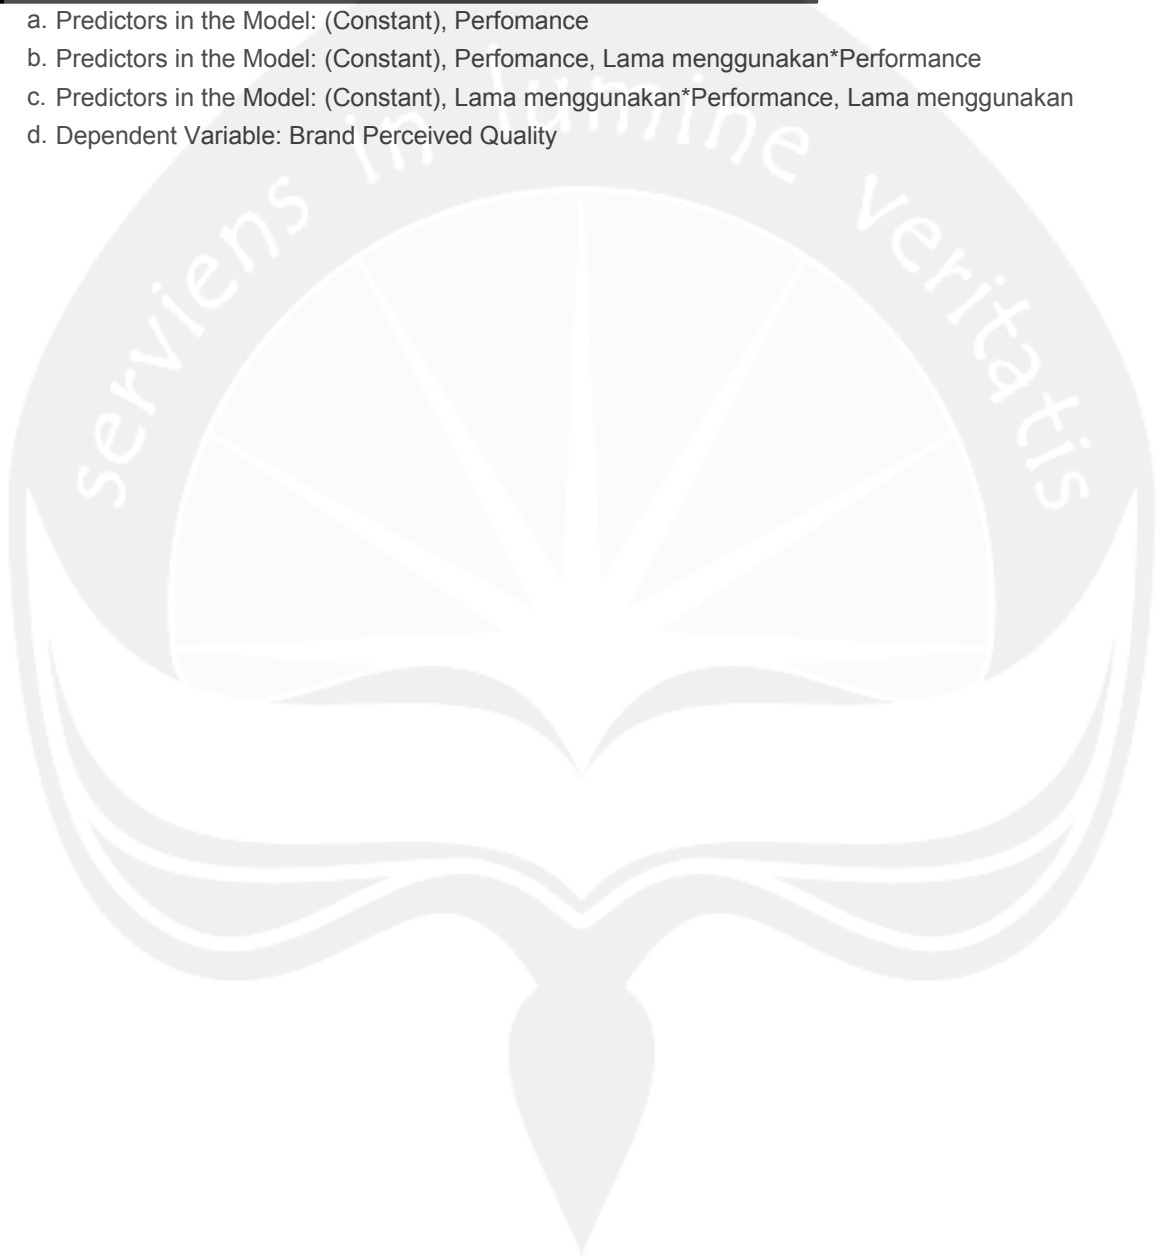 a. Predictors in the Model: (Constant), Perfomance
b. Predictors in the Model: (Constant), Perfomance, Lama menggunakan*Performance
c. Predictors in the Model: (Constant), Lama menggunakan*Performance, Lama menggunakan
d. Dependent Variable: Brand Perceived Quality
serviens in lumine veritatis